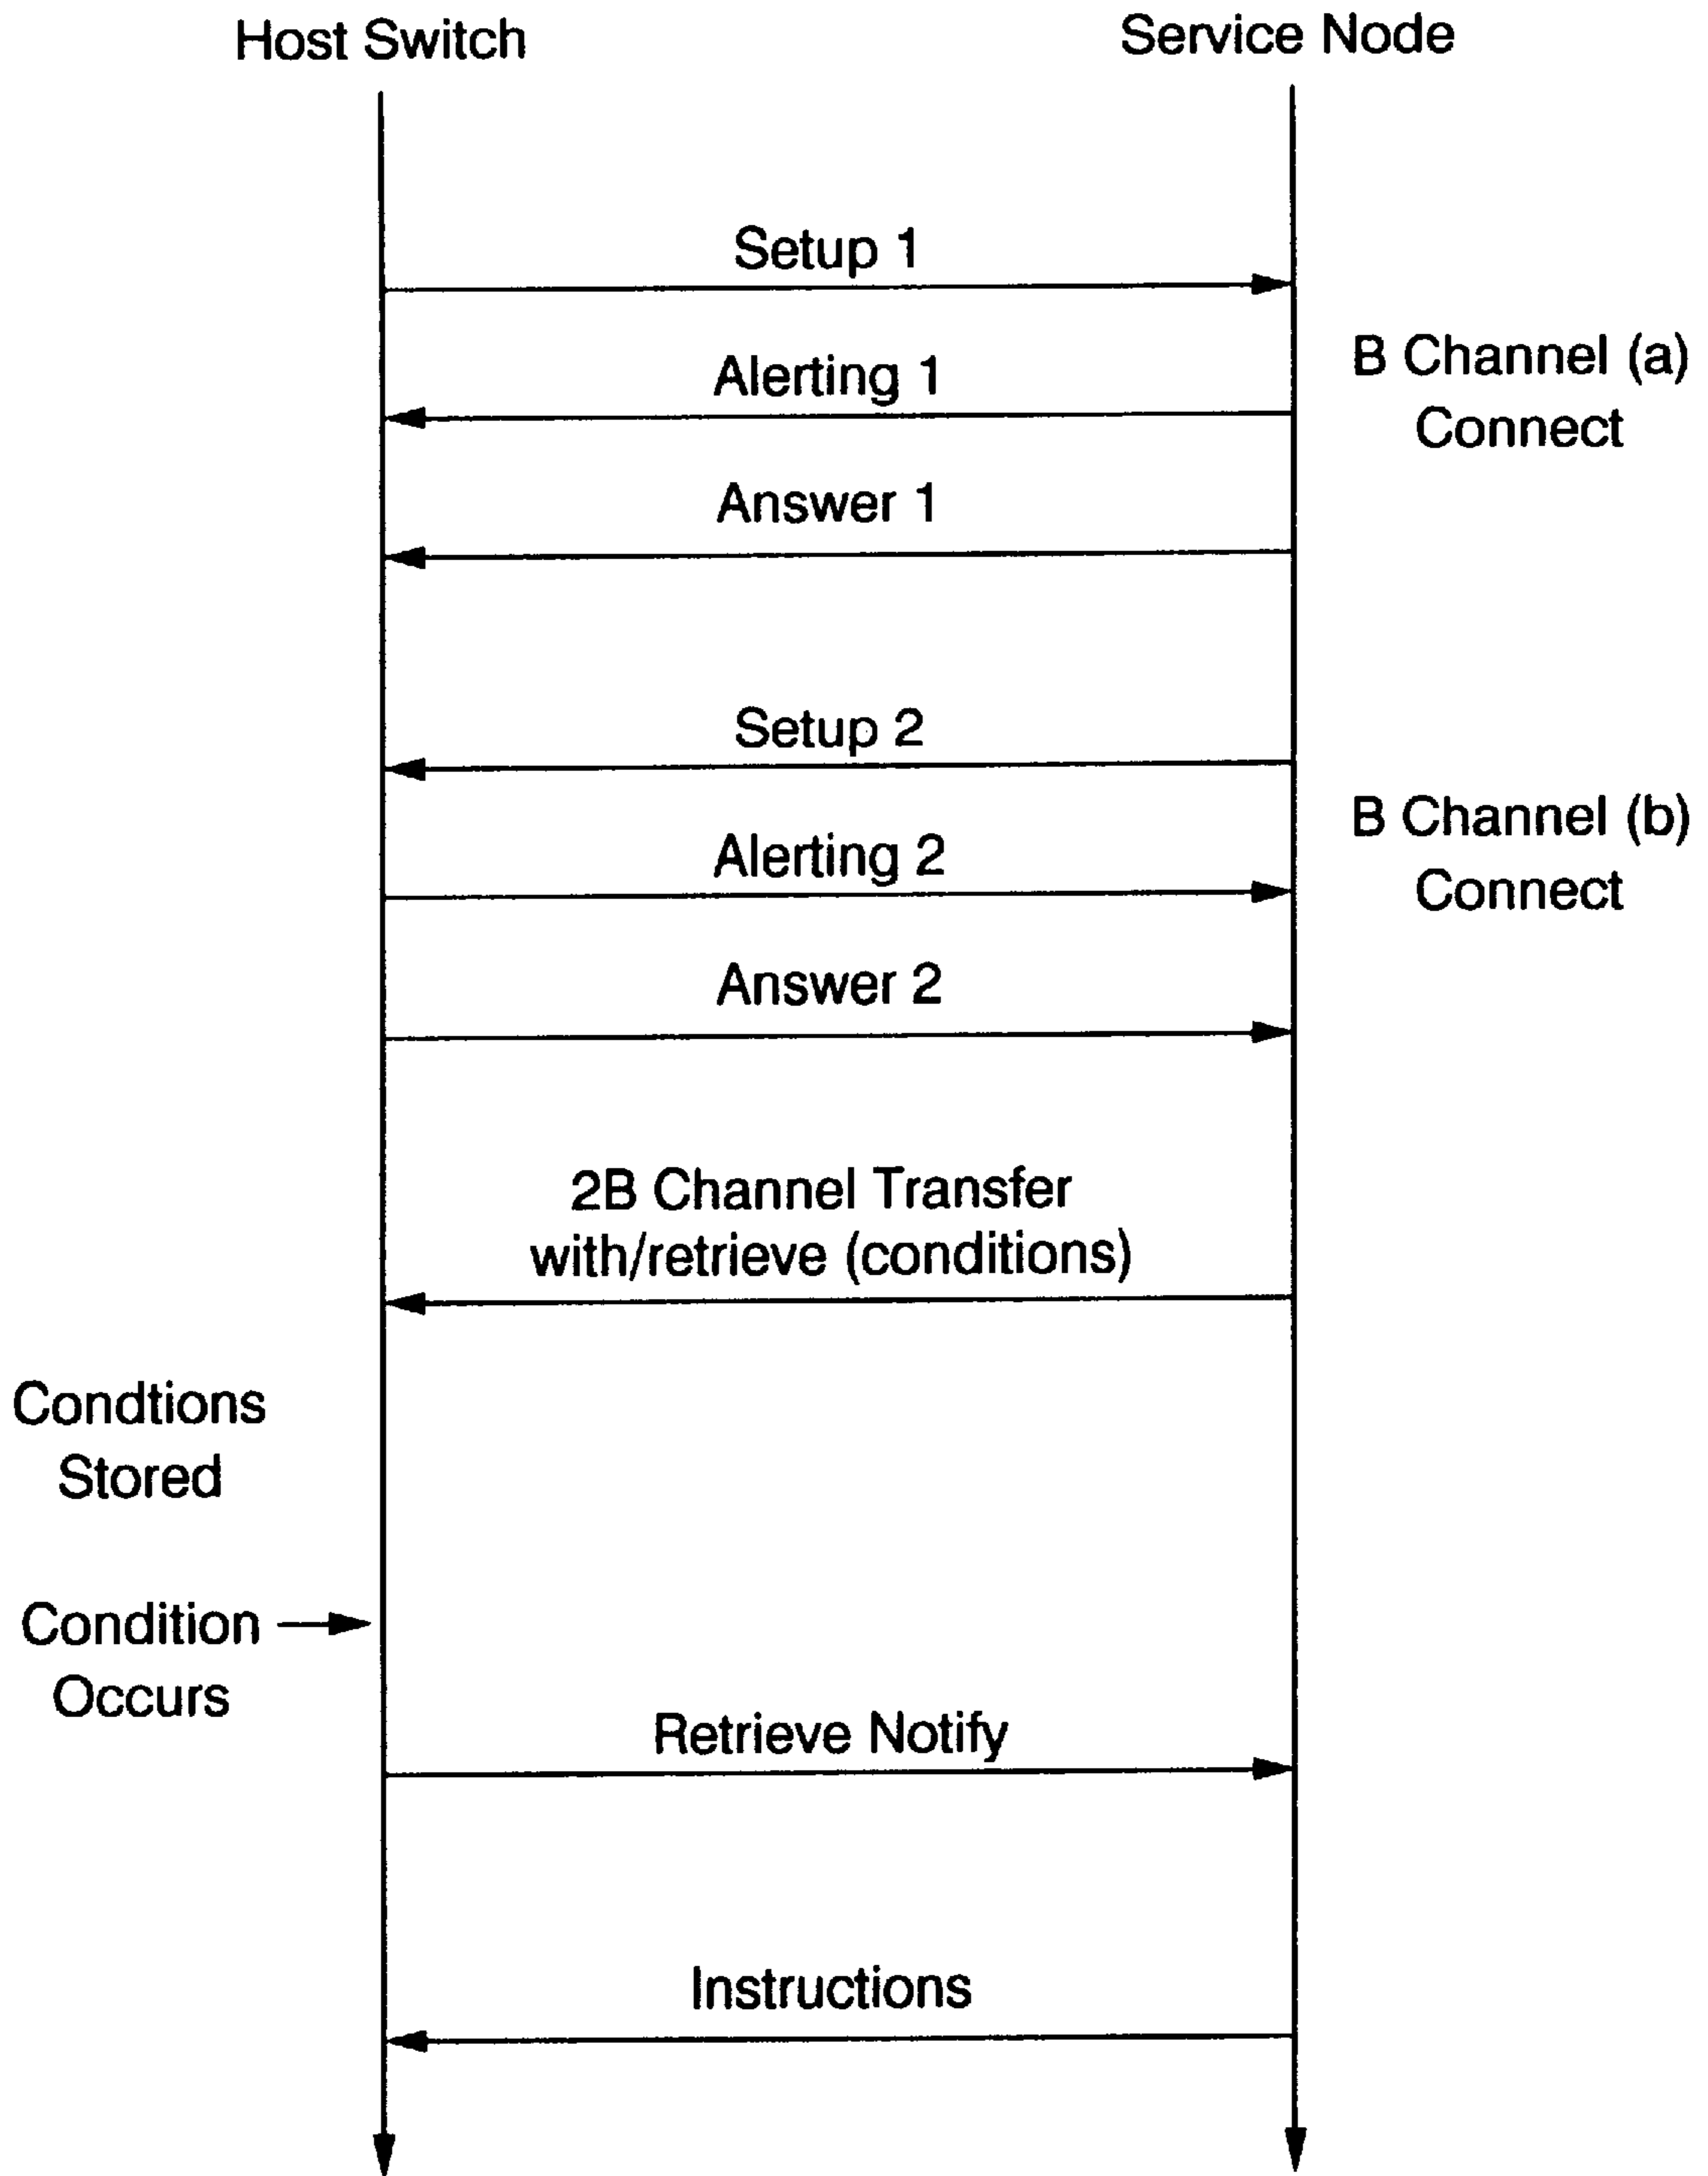 Host Switch
Service Node
Setup 1
Alerting 1
B Channel (a)
Connect
Answer 1
Setup 2
B Channel (b)
Connect
Alerting 2
Answer 2
2B Channel Transfer
with/retrieve (conditions)
Condtions
Stored
Condition
Occurs
Retrieve Notify
Instructions